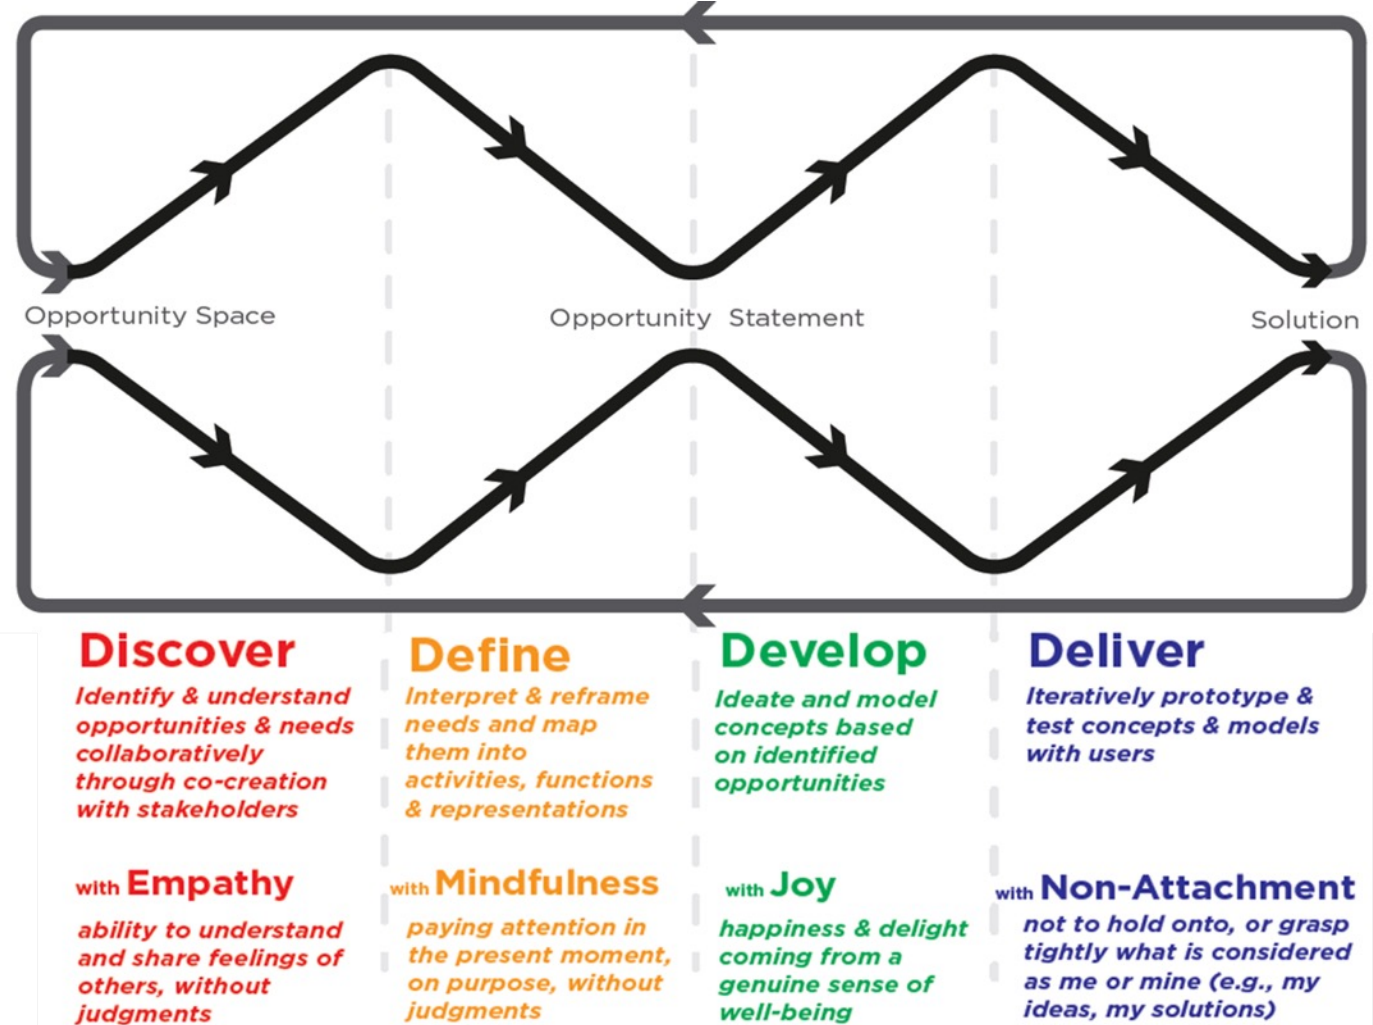 Opportunity Space
Opportunity Statement
Solution
Discover
Identify & understand
opportunities & needs
collaboratively
through co-creation
with stakeholders
with Empathy
ability to understand
and share feelings of
others, without
judgments
Define
Interpret & reframe
needs and map
them into
activities, functions
& representations
with Mindfulness
paying attention in
the present moment,
on purpose, without
judgments
Develop
Ideate and model
concepts based
on identified
opportunities
with Joy
happiness & delight
coming from a
genuine sense of
well-being
Deliver
Iteratively prototype &
test concepts & models
with users
with Non-Attachment
not to hold onto, or grasp
tightly what is considered
as me or mine (e.g., my
ideas, my solutions)